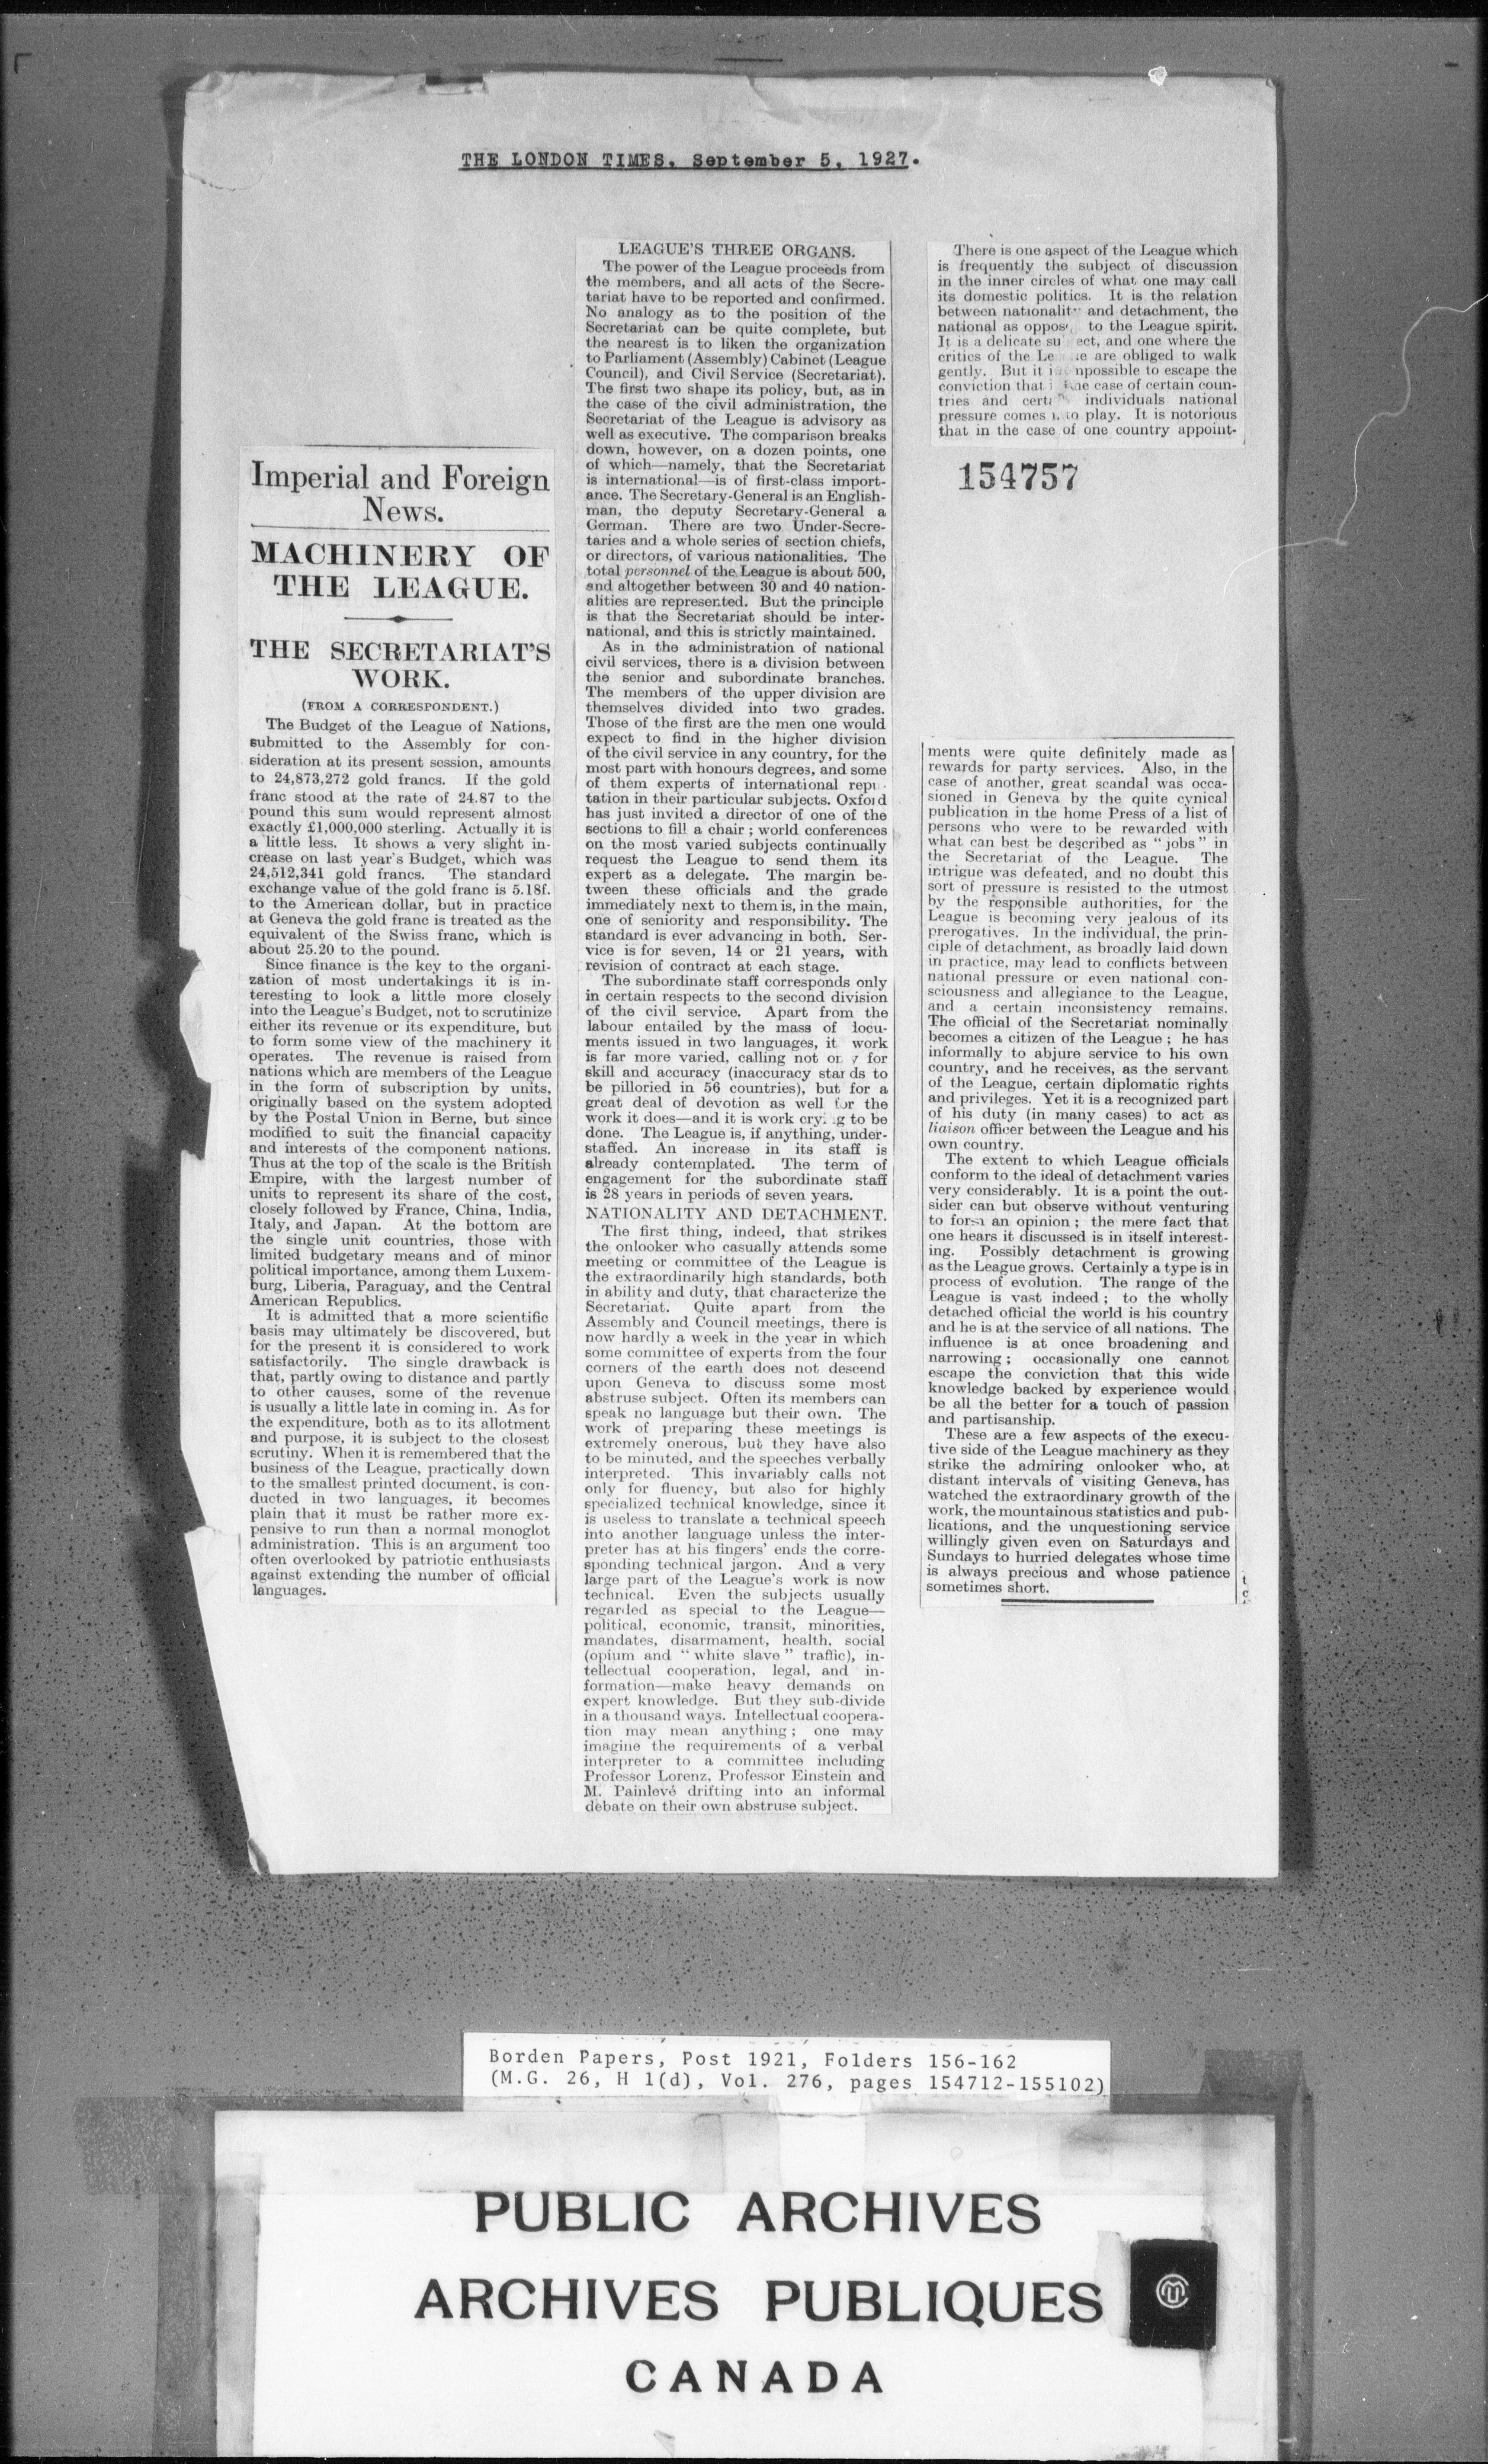 THE LONDON TIMES, September 5, 1927.
Imperial and Foreign
News.
MACHINERY OF
THE LEAGUE.
THE SECRETARIAT'S
WORK.
(FROM A CORRESPONDENT.)
The Budget of the League of Nations,
submitted to the Assembly for con-
sideration at its present session, amounts
to 24,873,272 gold francs. If the gold
franc stood at the rate of 24.87 to the
pound this sum would represent almost
exactly £1,000,000 sterling. Actually it is
a little less. It shows a very slight in-
crease on last year's Budget, which was
24,512,341 gold francs. The standard
exchange value of the gold franc is 5.18f.
to the American dollar, but in practice
at Geneva the gold franc is treated as the
equivalent of the Swiss franc, which is
about 25.20 to the pound.
Since finance is the key to the organi-
zation of most undertakings it is in-
teresting to look a little more closely
into the League's Budget, not to scrutinize
either its revenue or its expenditure, but
to form some view of the machinery it
operates. The revenue is raised from
nations which are members of the League
in the form of subscription by units,
originally based on the system adopted
by the Postal Union in Berne, but since
modified to suit the financial capacity
and interests of the component nations.
Thus at the top of the scale is the British
Empire, with the largest number of
units to represent its share of the cost,
closely followed by France, China, India,
Italy, and Japan. At the bottom are
the single unit countries, those with
limited budgetary means and of minor
political importance, among them Luxem-
burg, Liberia, Paraguay, and the Central
American Republics.
It is admitted that a more scientific
basis may ultimately be discovered, but
for the present it is considered to work
satisfactorily. The single drawback is
that, partly owing to distance and partly
to other causes, some of the revenue
is usually a little late in coming in. As for
the expenditure, both as to its allotment
and purpose, it is subject to the closest
scrutiny. When it is remembered that the
business of the League, practically down
to the smallest printed document, is con-
ducted in two languages, it becomes
plain that it must be rather more ex-
pensive to run than a normal monoglot
administration. This is an argument too
often overlooked by patriotic enthusiasts
against extending the number of official
languages.
LEAGUE'S THREE ORGANS.
The power of the League proceeds from
the members, and all acts of the Secre-
tariat have to be reported and confirmed.
No analogy as to the position of the
Secretariat can be quite complete, but
the nearest is to liken the organization
to Parliament (Assembly) Cabinet (League
Council), and Civil Service (Secretariat).
The first two shape its policy, but, as in
the case of the civil administration, the
Secretariat of the League is advisory as
well as executive. The comparison breaks
down, however, on a dozen points, one
of which—namely, that the Secretariat
is international—is of first-class import-
ance. The Secretary-General is an English-
man, the deputy Secretary-General a
German. There are two Under-Secre-
taries and a whole series of section chiefs,
or directors, of various nationalities. The
total personnel of the League is about 500,
and altogether between 30 and 40 nation-
alities are represented. But the principle
is that the Secretariat should be inter-
national, and this is strictly maintained.
As in the administration of national
civil services, there is a division between
the senior and subordinate branches.
The members of the upper division are
themselves divided into two grades.
Those of the first are the men one would
expect to find in the higher division
of the civil service in any country, for the
most part with honours degrees, and some
of them experts of international repu-
tation in their particular subjects. Oxford
has just invited a director of one of the
sections to fill a chair; world conferences
on the most varied subjects continually
request the League to send them its
expert as a delegate. The margin be-
tween these officials and the grade
immediately next to them is, in the main,
one of seniority and responsibility. The
standard is ever advancing in both. Ser-
vice is for seven, 14 or 21 years, with
revision of contract at each stage.
The subordinate staff corresponds only
in certain respects to the second division
of the civil service. Apart from the
labour entailed by the mass of locu-
ments issued in two languages, it work
is far more varied, calling not on y for
skill and accuracy (inaccuracy stands to
be pilloried in 56 countries), but for a
great deal of devotion as well for the
work it does—and it is work cry g to be
done. The League is, if anything, under-
staffed. An increase in its staff is
already contemplated. The term of
engagement for the subordinate staff
is 28 years in periods of seven years.
NATIONALITY AND DETACHMENT.
The first thing, indeed, that strikes
the onlooker who casually attends some
meeting or committee of the League is
the extraordinarily high standards, both
in ability and duty, that characterize the
Secretariat. Quite apart from the
Assembly and Council meetings, there is
now hardly a week in the year in which
some committee of experts from the four
corners of the earth does not descend
upon Geneva to discuss some most
abstruse subject. Often its members can
speak no language but their own. The
work of preparing these meetings is
extremely onerous, but they have also
to be minuted, and the speeches verbally
interpreted. This invariably calls not
only for fluency, but also for highly
specialized technical knowledge, since it
is useless to translate a technical speech
into another language unless the inter-
preter has at his fingers' ends the corre-
sponding technical jargon. And a very
large part of the League's work is now
technical. Even the subjects usually
regarded as special to the League—
political, economic, transit, minorities,
mandates, disarmament, health, social
(opium and "white slave" traffic), in-
tellectual cooperation, legal, and in-
formation—make heavy demands on
expert knowledge. But they sub-divide
in a thousand ways. Intellectual coopera-
tion may mean anything; one may
imagine the requirements of a verbal
interpreter to a committee including
Professor Lorenz, Professor Einstein and
M. Painlevé drifting into an informal
debate on their own abstruse subject.
There is one aspect of the League which
is frequently the subject of discussion
in the inner circles of what one may call
its domestic politics. It is the relation
between nationality and detachment, the
national as oppos to the League spirit.
It is a delicate su ect, and one where the
critics of the Le e are obliged to walk
gently. But it i npossible to escape the
conviction that i the case of certain coun-
tries and certa individuals national
pressure comes to play. It is notorious
that in the case of one country appoint-
154757
ments were quite definitely made as
rewards for party services. Also, in the
case of another, great scandal was occa-
sioned in Geneva by the quite cynical
publication in the home Press of a list of
persons who were to be rewarded with
what can best be described as "jobs" in
the Secretariat of the League. The
intrigue was defeated, and no doubt this
sort of pressure is resisted to the utmost
by the responsible authorities, for the
League is becoming very jealous of its
prerogatives. In the individual, the prin-
ciple of detachment, as broadly laid down
in practice, may lead to conflicts between
national pressure or even national con-
sciousness and allegiance to the League,
and a certain inconsistency remains.
The official of the Secretariat nominally
becomes a citizen of the League; he has
informally to abjure service to his own
country, and he receives, as the servant
of the League, certain diplomatic rights
and privileges. Yet it is a recognized part
of his duty (in many cases) to act as
liaison officer between the League and his
own country.
The extent to which League officials
conform to the ideal of detachment varies
very considerably. It is a point the out-
sider can but observe without venturing
to form an opinion; the mere fact that
one hears it discussed is in itself interest-
ing. Possibly detachment is growing
as the League grows. Certainly a type is in
process of evolution. The range of the
League is vast indeed; to the wholly
detached official the world is his country
and he is at the service of all nations. The
influence is at once broadening and
narrowing; occasionally one cannot
escape the conviction that this wide
knowledge backed by experience would
be all the better for a touch of passion
and partisanship.
These are a few aspects of the execu-
tive side of the League machinery as they
strike the admiring onlooker who, at
distant intervals of visiting Geneva, has
watched the extraordinary growth of the
work, the mountainous statistics and pub-
lications, and the unquestioning service
willingly given even on Saturdays and
Sundays to hurried delegates whose time
is always precious and whose patience
sometimes short.
Borden Papers, Post 1921, Folders 156-162
(M.G. 26, H 1(d), Vol. 276, pages 154712-155102)
PUBLIC ARCHIVES
ARCHIVES PUBLIQUES
CANADA